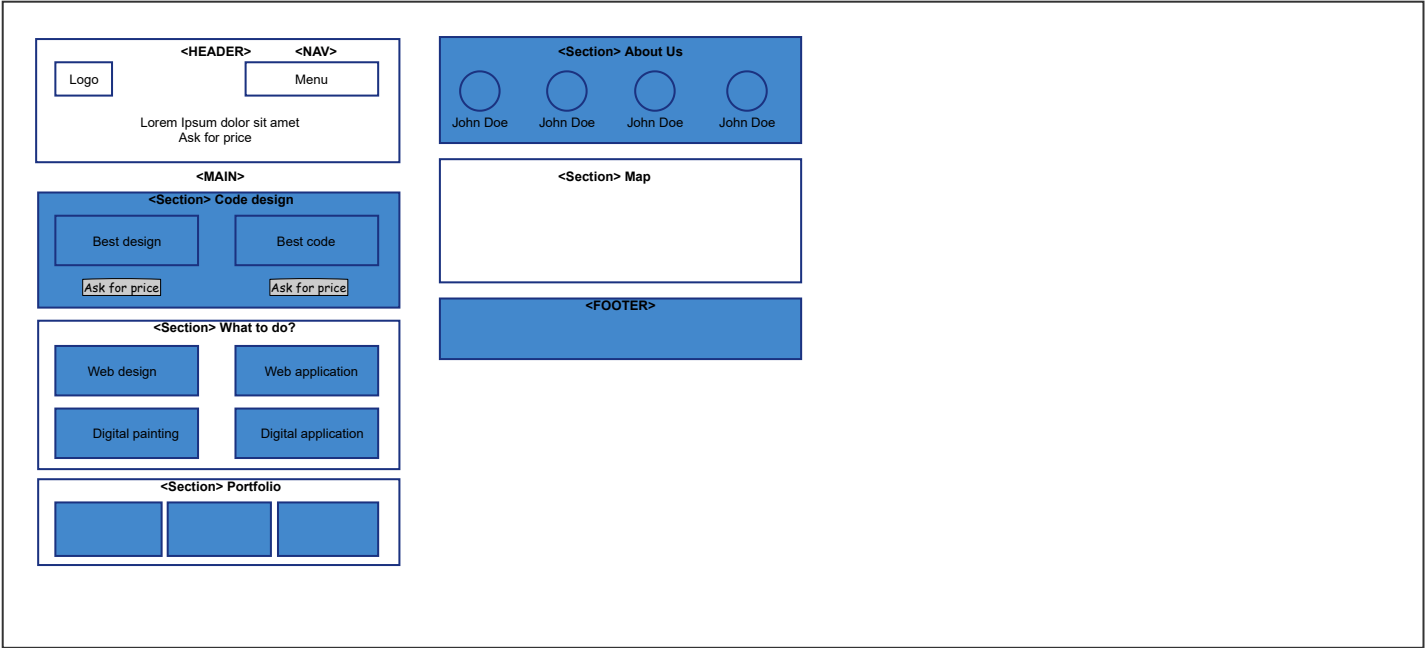 <HEADER>
<NAV>
Logo
Menu
Lorem Ipsum dolor sit amet
Ask for price
<MAIN>
<Section> Code design
Best design
Best code
Ask for price
Ask for price
<Section> What to do?
Web design
Web application
Digital painting
Digital application
<Section> Portfolio
<Section> About Us
John Doe
John Doe
John Doe
John Doe
<Section> Map
<FOOTER>